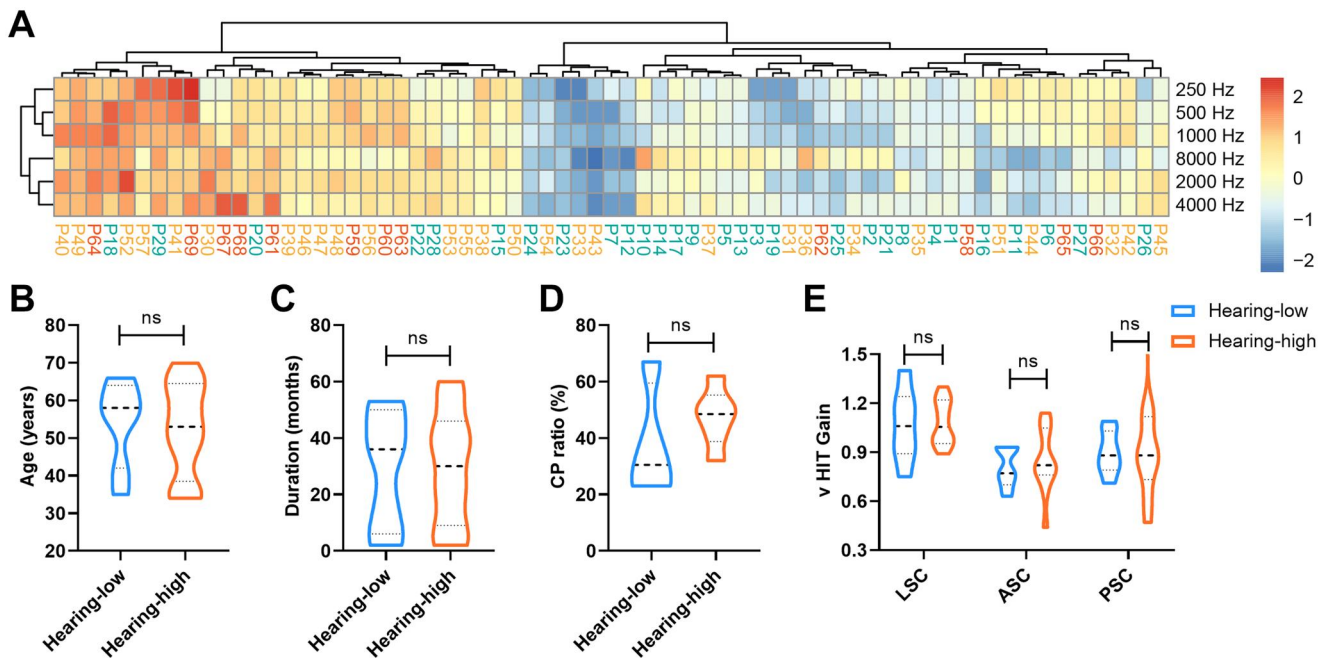 A
250 Hz
500 Hz
1000 Hz
8000 Hz
2000 Hz
4000 Hz
2
1
0
−1
−2
P40 P49 P64 P18 P52 P57 P29 P41 P69 P30 P67 P68 P20 P61 P39 P46 P47 P48 P59 P56 P60 P63 P22 P28 P53 P55 P38 P15 P50 P24 P54 P23 P33 P43 P7 P12 P10 P14 P17 P9 P37 P5 P13 P3 P19 P31 P36 P62 P25 P34 P2 P21 P8 P35 P4 P1 P58 P16 P51 P11 P44 P6 P65 P27 P66 P32 P42 P26 P45
B
Age (years)
80
70
60
50
40
30
20
ns
Hearing-low
Hearing-high
C
Duration (months)
80
60
40
20
0
ns
Hearing-low
Hearing-high
D
CP ratio (%)
80
60
40
20
0
ns
Hearing-low
Hearing-high
E
v HIT Gain
1.5
1.2
0.9
0.6
0.3
ns
ns
ns
LSC
ASC
PSC
Hearing-low
Hearing-high